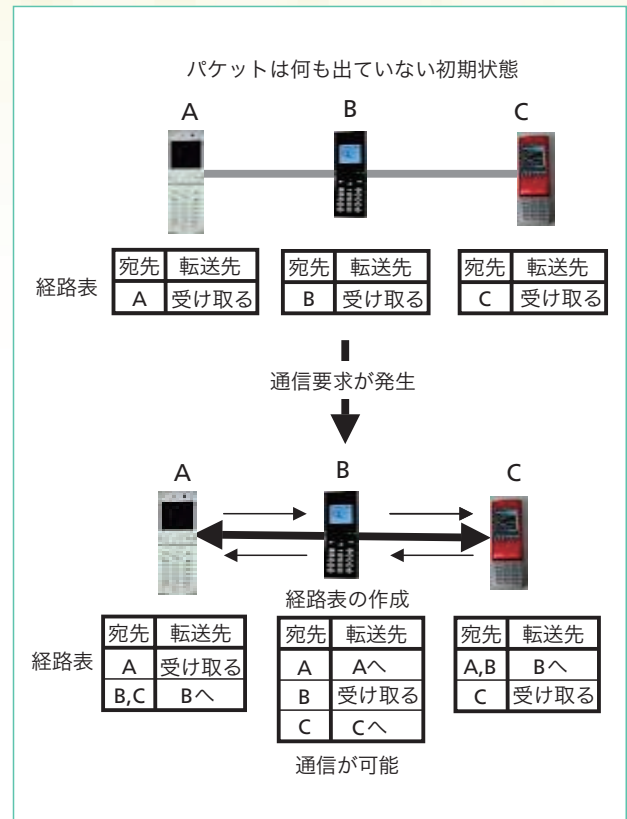 パケットは何も出ていない初期状態
A B C
経路表
宛先 転送先
A 受け取る
宛先 転送先
B 受け取る
宛先 転送先
C 受け取る
通信要求が発生
A B C
経路表の作成
経路表
宛先 転送先
A 受け取る
B,C Bへ
宛先 転送先
A Aへ
B 受け取る
C Cへ
宛先 転送先
A,B Bへ
C 受け取る
通信が可能